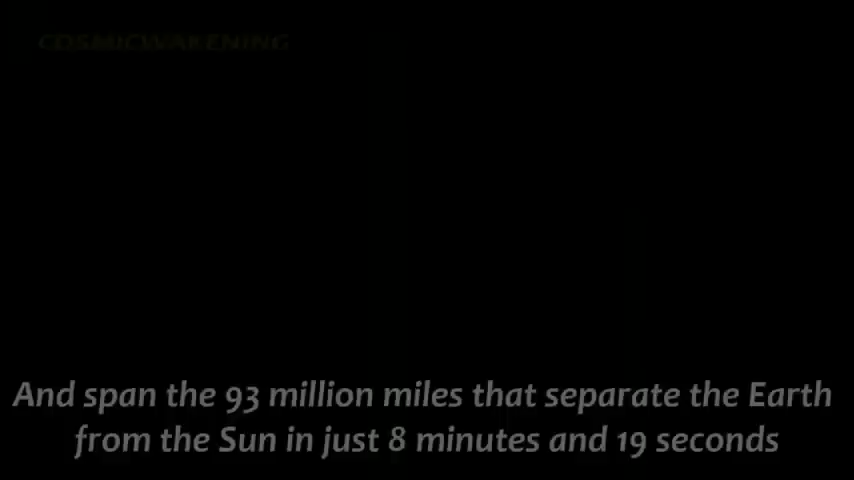 COSMICWAKENING
And span the 93 million miles that separate the Earth
from the Sun in just 8 minutes and 19 seconds